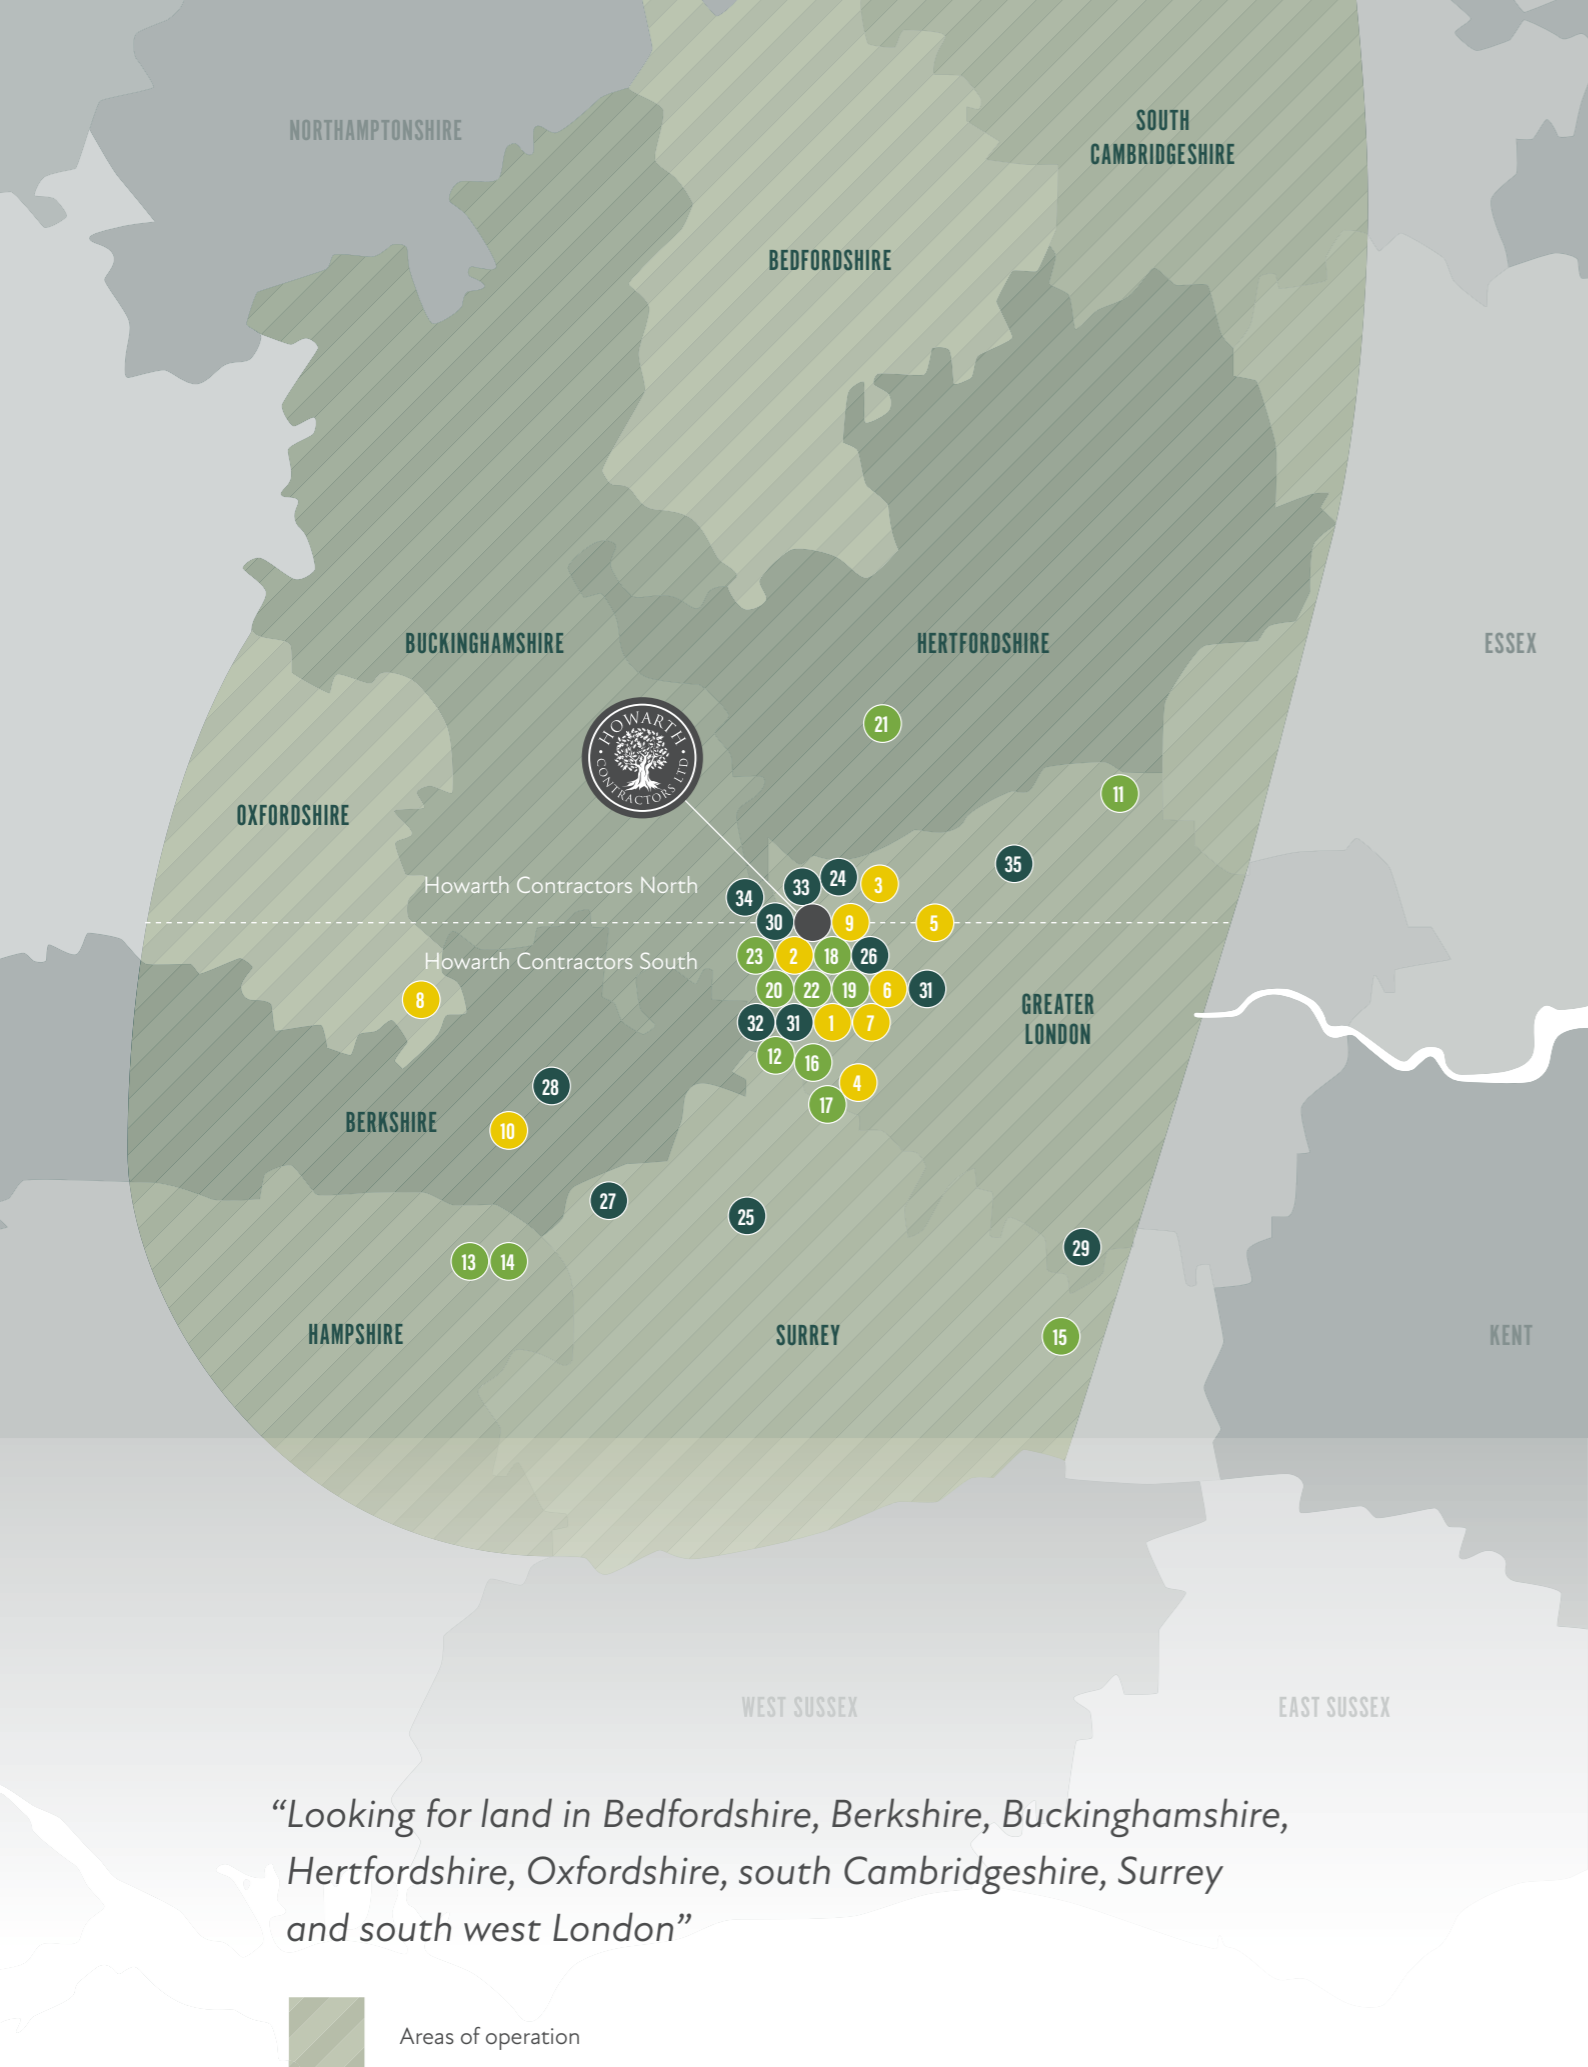 NORTHAMPTONSHIRE
SOUTH
CAMBRIDGESHIRE
BEDFORDSHIRE
BUCKINGHAMSHIRE
HERTFORDSHIRE
ESSEX
HOWARTH
CONTRACTORS LTD
21
11
OXFORDSHIRE
35
24
3
33
Howarth Contractors North
34
30
9
5
23
2
18
26
Howarth Contractors South
8
20
22
19
6
31
GREATER
LONDON
32
31
1
7
12
16
4
28
17
BERKSHIRE
10
27
25
29
13
14
HAMPSHIRE
SURREY
15
KENT
WEST SUSSEX
EAST SUSSEX
“Looking for land in Bedfordshire, Berkshire, Buckinghamshire,
Hertfordshire, Oxfordshire, south Cambridgeshire, Surrey
and south west London”
Areas of operation